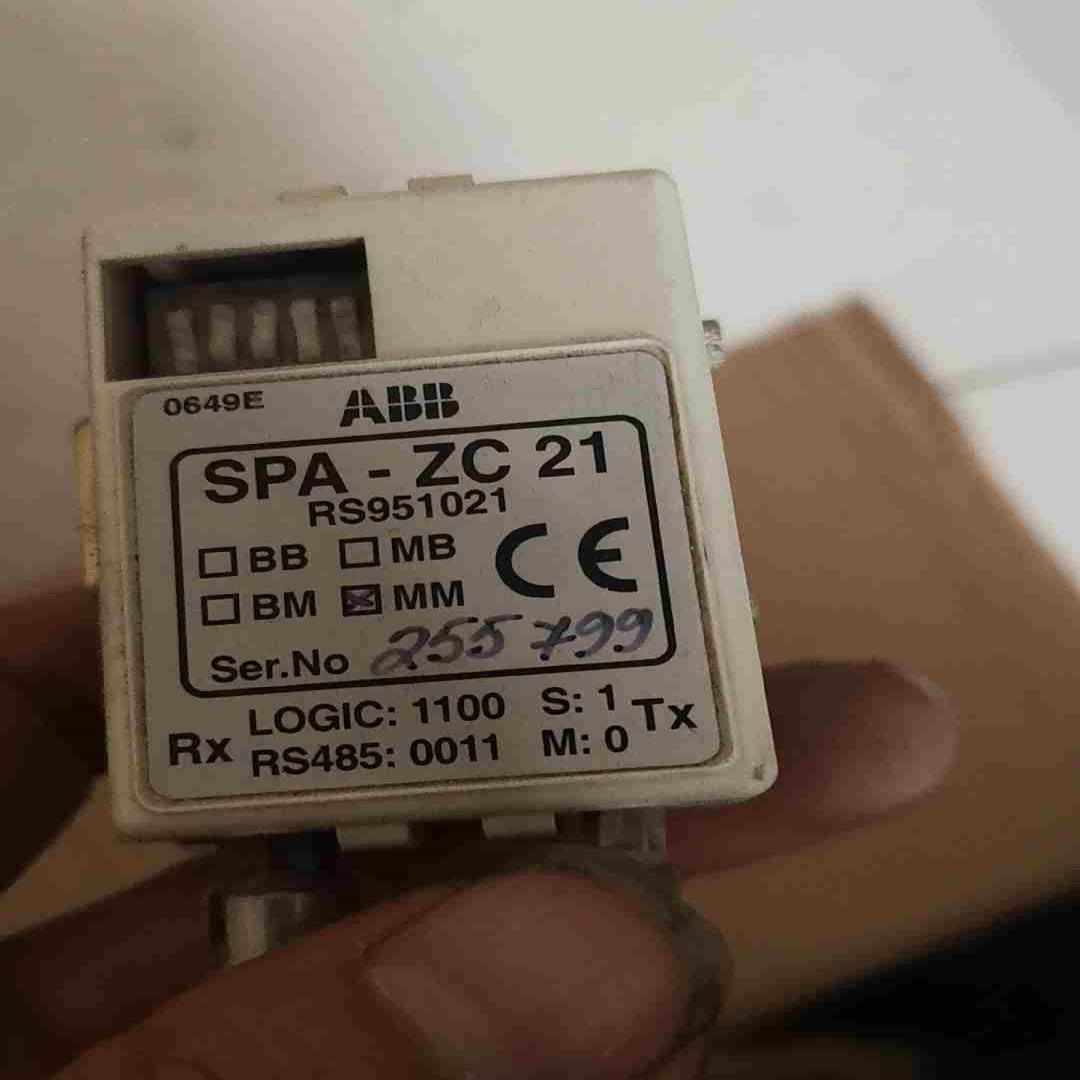 0649E ABB
SPA - ZC 21
RS951021
BB MB CE
BM MM
Ser.No 255799
LOGIC: 1100 S: 1
Rx RS485: 0011 M: 0 Tx